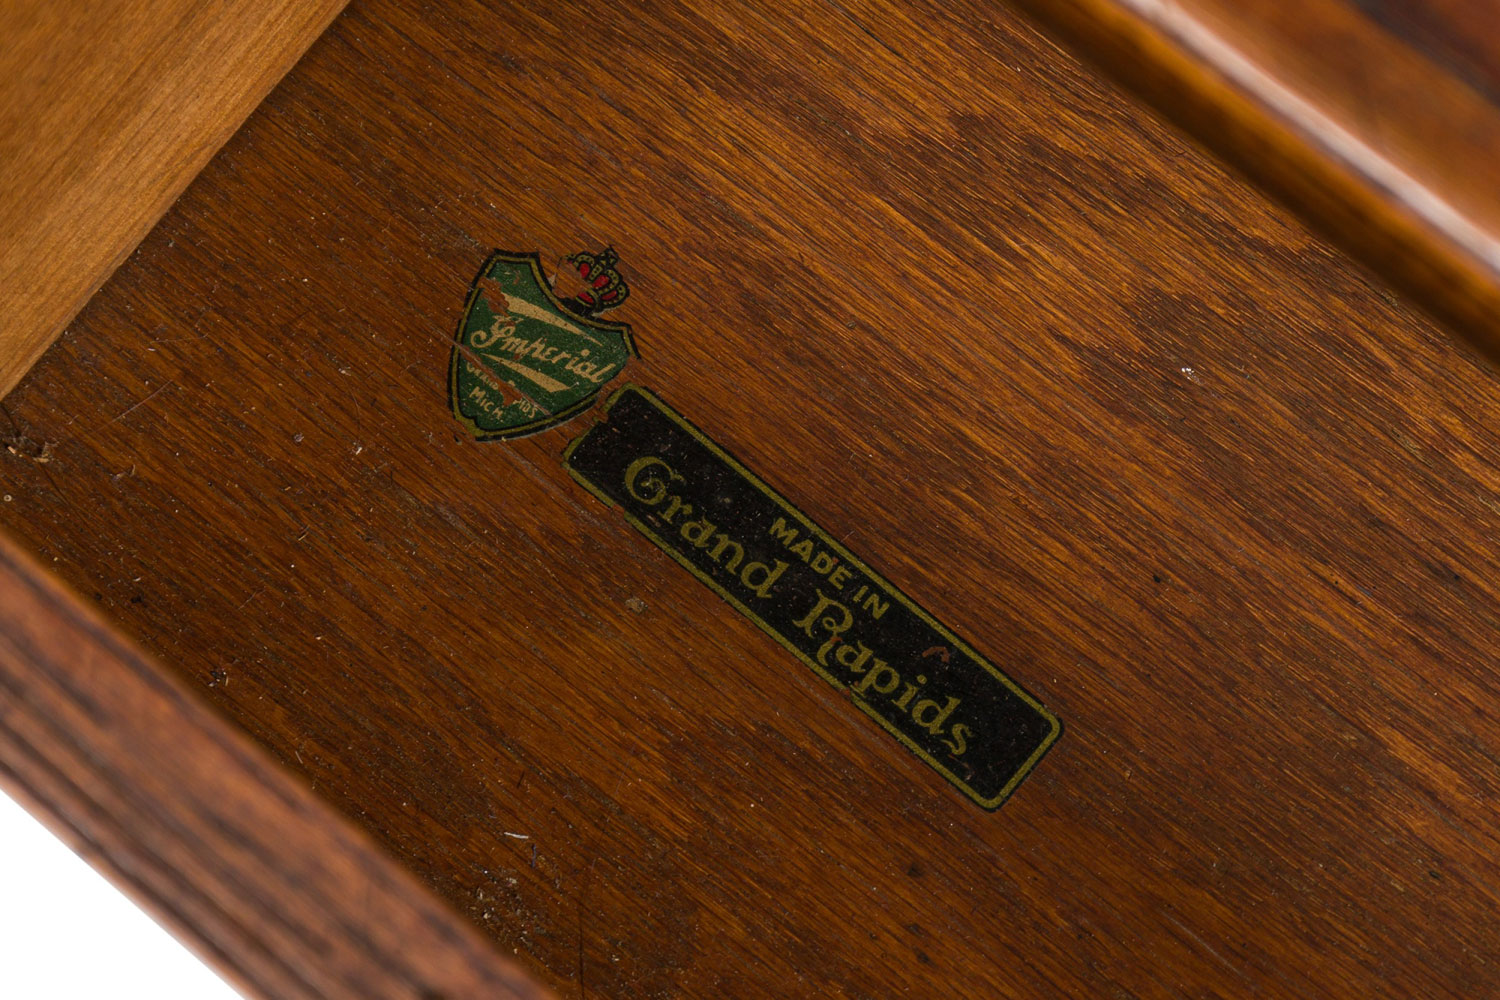 Imperial
MICH.
MADE IN
Grand Rapids